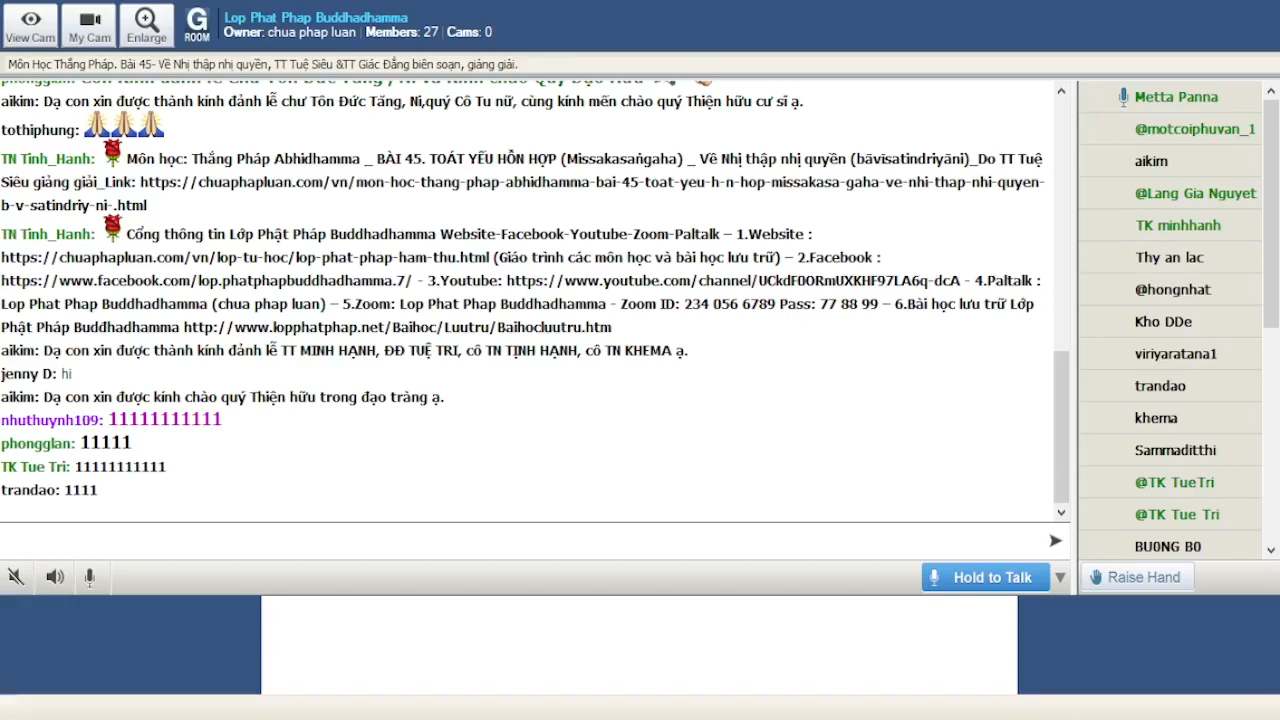 View Cam
My Cam
Enlarge
G
ROOM
Lop Phat Phap Buddhadhamma
Owner: chua phap luan | Members: 27 | Cams: 0
Môn Học Thắng Pháp. Bài 45- Về Nhị thập nhị quyền, TT Tuệ Siêu &TT Giác Đẳng biên soạn, giảng giải.
aikim: Dạ con xin được thành kính đảnh lễ chư Tôn Đức Tăng, Ni,quý Cô Tu nữ, cùng kính mến chào quý Thiện hữu cư sĩ ạ.
tothiphung:
TN Tinh_Hanh: Môn học: Thắng Pháp Abhidhamma _ BÀI 45. TOÁT YẾU HỖN HỢP (Missakasaṅgaha) _ Về Nhị thập nhị quyền (bāvīsatindriyāni)_Do TT Tuệ
Siêu giảng giải_Link: https://chuaphapluan.com/vn/mon-hoc-thang-phap-abhidhamma-bai-45-toat-yeu-h-n-hop-missakasa-gaha-ve-nhi-thap-nhi-quyen-
b-v-satindriy-ni-.html
TN Tinh_Hanh: Cổng thông tin Lớp Phật Pháp Buddhadhamma Website-Facebook-Youtube-Zoom-Paltalk – 1.Website :
https://chuaphapluan.com/vn/lop-tu-hoc/lop-phat-phap-ham-thu.html (Giáo trình các môn học và bài học lưu trữ) – 2.Facebook :
https://www.facebook.com/lop.phatphapbuddhadhamma.7/ - 3.Youtube: https://www.youtube.com/channel/UCkdF0ORmUXKHF97LA6q-dcA - 4.Paltalk :
Lop Phat Phap Buddhadhamma (chua phap luan) – 5.Zoom: Lop Phat Phap Buddhadhamma - Zoom ID: 234 056 6789 Pass: 77 88 99 – 6.Bài học lưu trữ Lớp
Phật Pháp Buddhadhamma http://www.lopphatphap.net/Baihoc/Luutru/Baihocluutru.htm
aikim: Dạ con xin được thành kính đảnh lễ TT MINH HẠNH, ĐĐ TUỆ TRI, cô TN TỊNH HẠNH, cô TN KHEMA ạ.
jenny D: hi
aikim: Dạ con xin được kính chào quý Thiện hữu trong đạo tràng ạ.
nhuthuynh109: 11111111111
phongglan: 11111
TK Tue Tri: 11111111111
trandao: 1111
Hold to Talk
Metta Panna
@motcoiphuvan_1
aikim
@Lang Gia Nguyet
TK minhhanh
Thy an lac
@hongnhat
Kho DDe
viriyaratana1
trandao
khema
Sammaditthi
@TK TueTri
@TK Tue Tri
BU0NG B0
Raise Hand